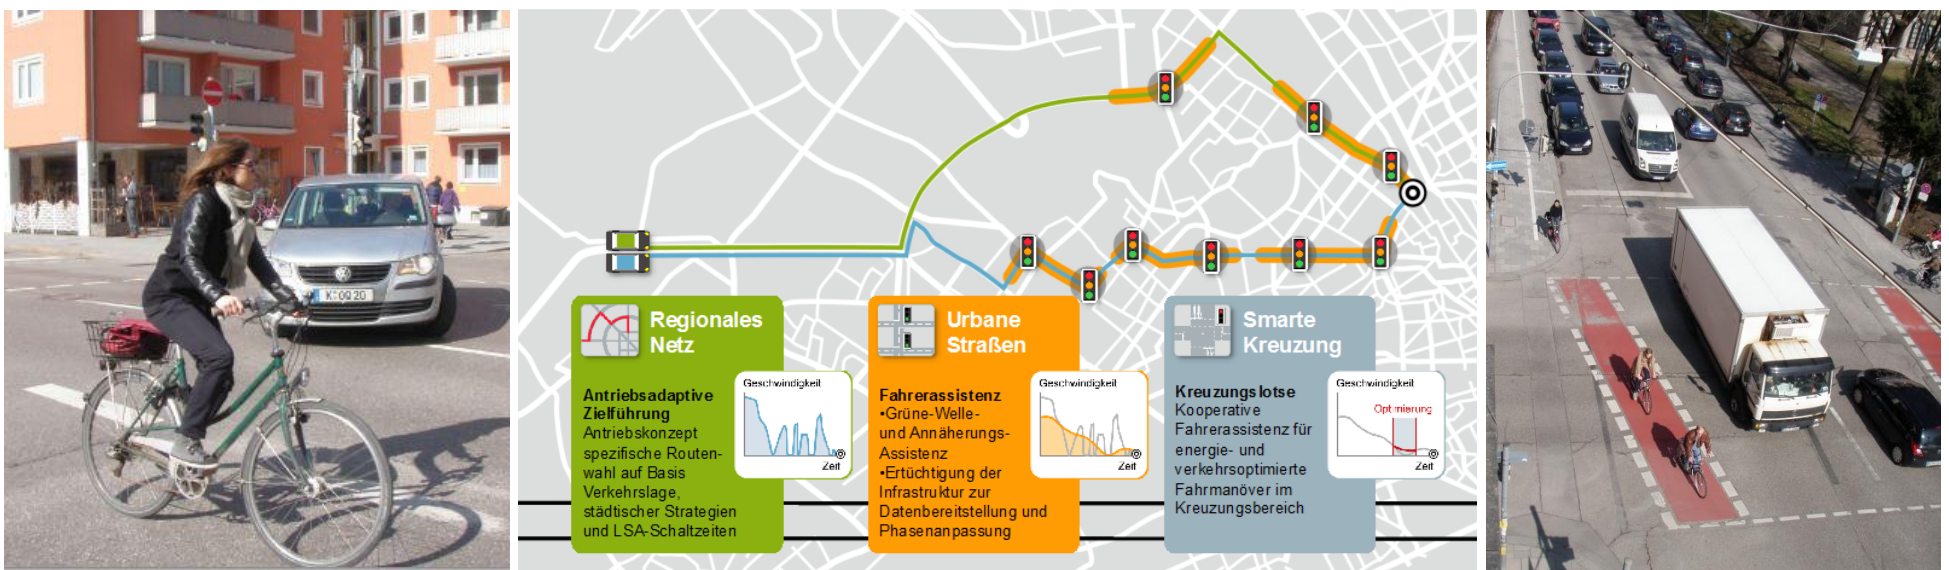 K:OQ 20
Regionales
Netz
Geschwindigkeit
Zeit
Antriebsadaptive
Zielführung
Antriebskonzept
spezifische Routen-
wahl auf Basis
Verkehrslage,
städtischer Strategien
und LSA-Schaltzeiten
Urbane
Straßen
Geschwindigkeit
Zeit
Fahrerassistenz
•Grüne-Welle-
und Annäherungs-
Assistenz
•Ertüchtigung der
Infrastruktur zur
Datenbereitstellung und
Phasenanpassung
Smarte
Kreuzung
Geschwindigkeit
Optimierung
Zeit
Kreuzungslotse
Kooperative
Fahrerassistenz für
energie- und
verkehrsoptimierte
Fahrmanöver im
Kreuzungsbereich